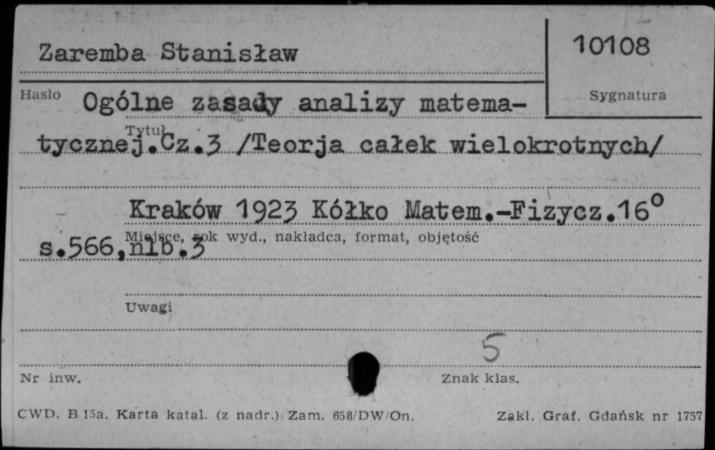 Zaremba Stanisław
10108
Hasło
Sygnatura
Ogólne zasady analizy matema-
Tytuł
tycznej.Cz.3 /Teorja całek wielokrotnych/
Kraków 1923 Kółko Matem.-Fizycz.16°
Miejsce, rok wyd., nakładca, format, objętość
s.566,nlb.3
Uwagi
5
Nr inw.
Znak klas.
CWD. B 15a. Karta katal. (z nadr.) Zam. 658/DW/On.
Zakł. Graf. Gdańsk nr 1757